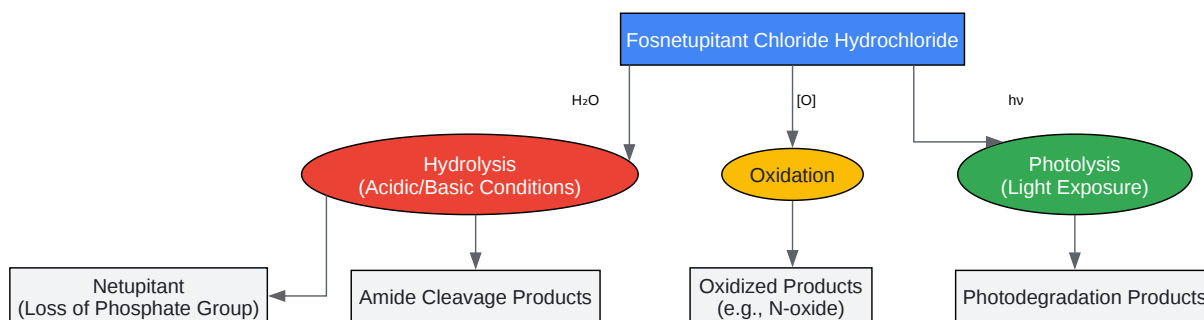 Fosnetupitant Chloride Hydrochloride
H₂O
[O]
hν
Hydrolysis
(Acidic/Basic Conditions)
Oxidation
Photolysis
(Light Exposure)
Netupitant
(Loss of Phosphate Group)
Amide Cleavage Products
Oxidized Products
(e.g., N-oxide)
Photodegradation Products